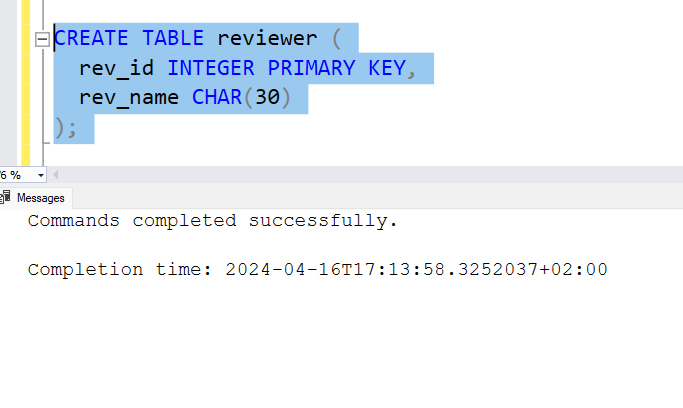 CREATE TABLE reviewer (
rev_id INTEGER PRIMARY KEY,
rev_name CHAR(30)
);
6 %
Messages
Commands completed successfully.
Completion time: 2024-04-16T17:13:58.3252037+02:00